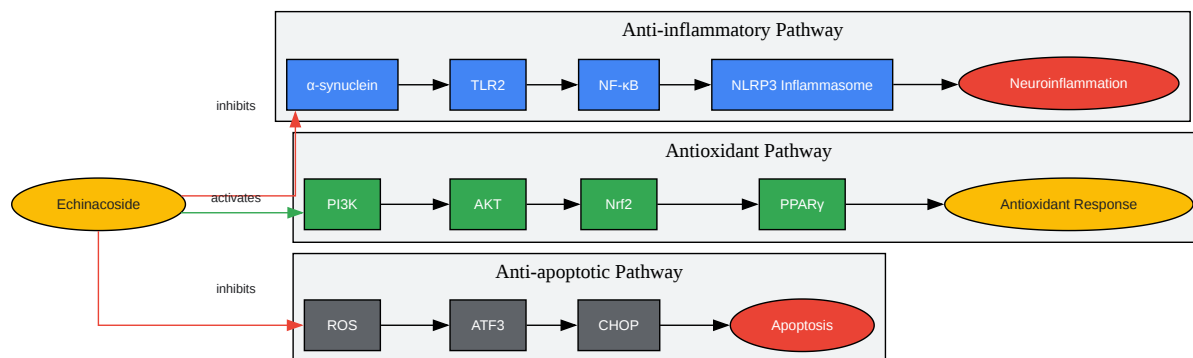 Anti-inflammatory Pathway
α-synuclein
TLR2
NF-κB
NLRP3 Inflammasome
Neuroinflammation
inhibits
Antioxidant Pathway
Echinacoside
activates
PI3K
AKT
Nrf2
PPARγ
Antioxidant Response
Anti-apoptotic Pathway
inhibits
ROS
ATF3
CHOP
Apoptosis